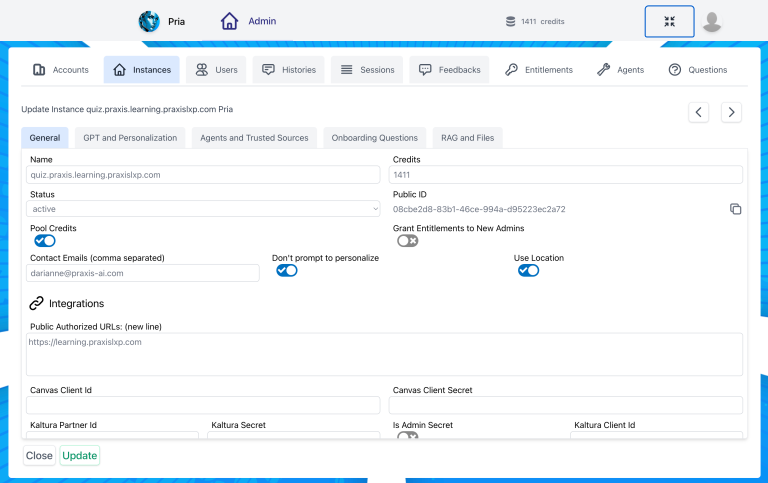 Pria
Admin
1411 credits
Accounts
Instances
Users
Histories
Sessions
Feedbacks
Entitlements
Agents
Questions
Update Instance quiz.praxis.learning.praxislxp.com Pria
General
GPT and Personalization
Agents and Trusted Sources
Onboarding Questions
RAG and Files
Name
Credits
quiz.praxis.learning.praxislxp.com
1411
Status
Public ID
active
08cbe2d8-83b1-46ce-994a-d95223ec2a72
Pool Credits
Grant Entitlements to New Admins
Contact Emails (comma separated)
Don't prompt to personalize
Use Location
darianne@praxis-ai.com
Integrations
Public Authorized URLs: (new line)
https://learning.praxislxp.com
Canvas Client Id
Canvas Client Secret
Kaltura Partner Id
Kaltura Secret
Is Admin Secret
Kaltura Client Id
Close
Update